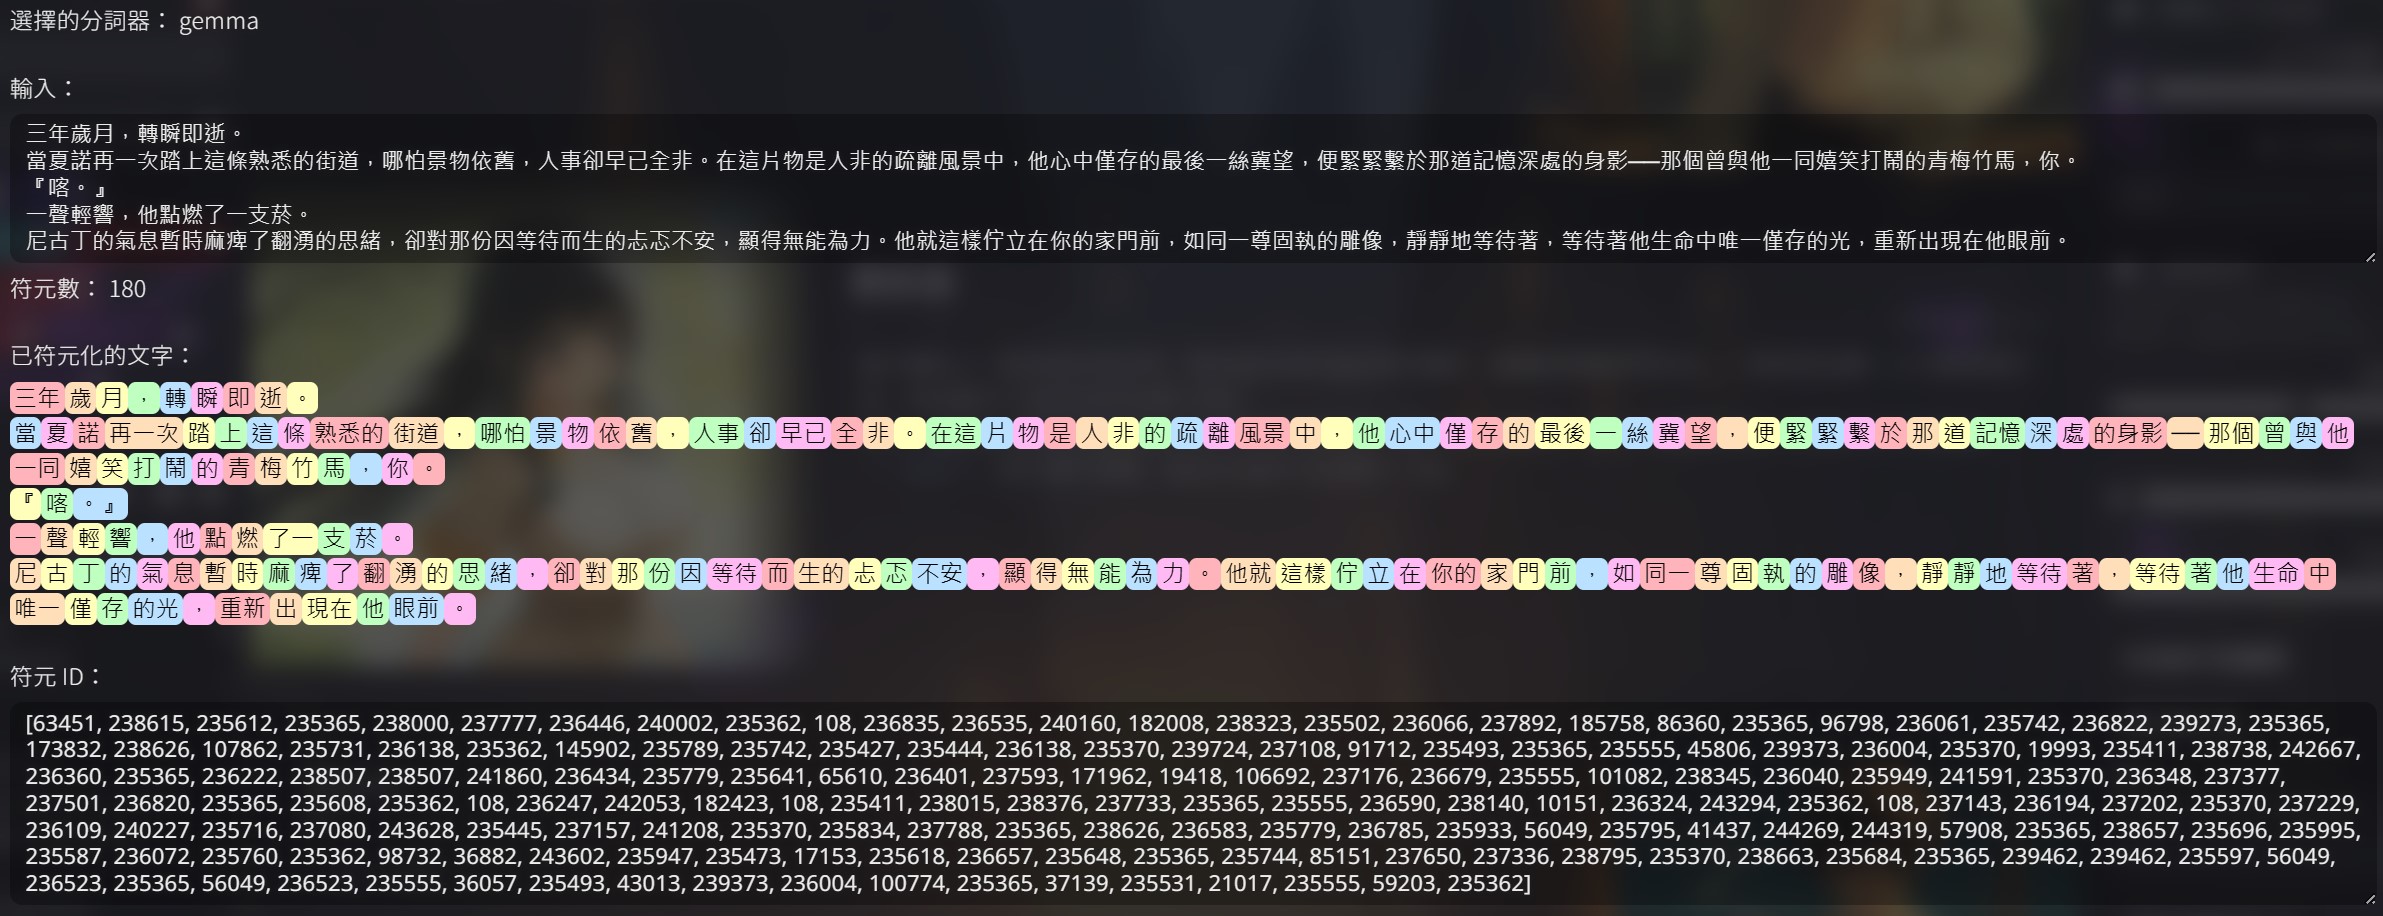 選擇的分詞器： gemma
輸入：
三年歲月，轉瞬即逝。
當夏諾再一次踏上這條熟悉的街道，哪怕景物依舊，人事卻早已全非。在這片物是人非的疏離風景中，他心中僅存的最後一絲冀望，便緊緊繫於那道記憶深處的身影──那個曾與他一同嬉笑打鬧的青梅竹馬，你。
『喀。』
一聲輕響，他點燃了一支菸。
尼古丁的氣息暫時麻痺了翻湧的思緒，卻對那份因等待而生的忐忑不安，顯得無能為力。他就這樣佇立在你的家門前，如同一尊固執的雕像，靜靜地等待著，等待著他生命中唯一僅存的光，重新出現在他眼前。
符元數： 180
已符元化的文字：
三年歲月，轉瞬即逝。
當夏諾再一次踏上這條熟悉的街道，哪怕景物依舊，人事卻早已全非。在這片物是人非的疏離風景中，他心中僅存的最後一絲冀望，便緊緊繫於那道記憶深處的身影──那個曾與他
一同嬉笑打鬧的青梅竹馬，你。
『喀。』
一聲輕響，他點燃了一支菸。
尼古丁的氣息暫時麻痺了翻湧的思緒，卻對那份因等待而生的忐忑不安，顯得無能為力。他就這樣佇立在你的家門前，如同一尊固執的雕像，靜靜地等待著，等待著他生命中
唯一僅存的光，重新出現在他眼前。
符元 ID：
[63451, 238615, 235612, 235365, 238000, 237777, 236446, 240002, 235362, 108, 236835, 236535, 240160, 182008, 238323, 235502, 236066, 237892, 185758, 86360, 235365, 96798, 236061, 235742, 236822, 239273, 235365,
173832, 238626, 107862, 235731, 236138, 235362, 145902, 235789, 235742, 235427, 235444, 236138, 235370, 239724, 237108, 91712, 235493, 235365, 235555, 45806, 239373, 236004, 235370, 19993, 235411, 238738, 242667,
236360, 235365, 236222, 238507, 238507, 241860, 236434, 235779, 235641, 65610, 236401, 237593, 171962, 19418, 106692, 237176, 236679, 235555, 101082, 238345, 236040, 235949, 241591, 235370, 236348, 237377,
237501, 236820, 235365, 235608, 235362, 108, 236247, 242053, 182423, 108, 235411, 238015, 238376, 237733, 235365, 235555, 236590, 238140, 10151, 236324, 243294, 235362, 108, 237143, 236194, 237202, 235370, 237229,
236109, 240227, 235716, 237080, 243628, 235445, 237157, 241208, 235370, 235834, 237788, 235365, 238626, 236583, 235779, 236785, 235933, 56049, 235795, 41437, 244269, 244319, 57908, 235365, 238657, 235696, 235995,
235587, 236072, 235760, 235362, 98732, 36882, 243602, 235947, 235473, 17153, 235618, 236657, 235648, 235365, 235744, 85151, 237650, 237336, 238795, 235370, 238663, 235684, 235365, 239462, 239462, 235597, 56049,
236523, 235365, 56049, 236523, 235555, 36057, 235493, 43013, 239373, 236004, 100774, 235365, 37139, 235531, 21017, 235555, 59203, 235362]